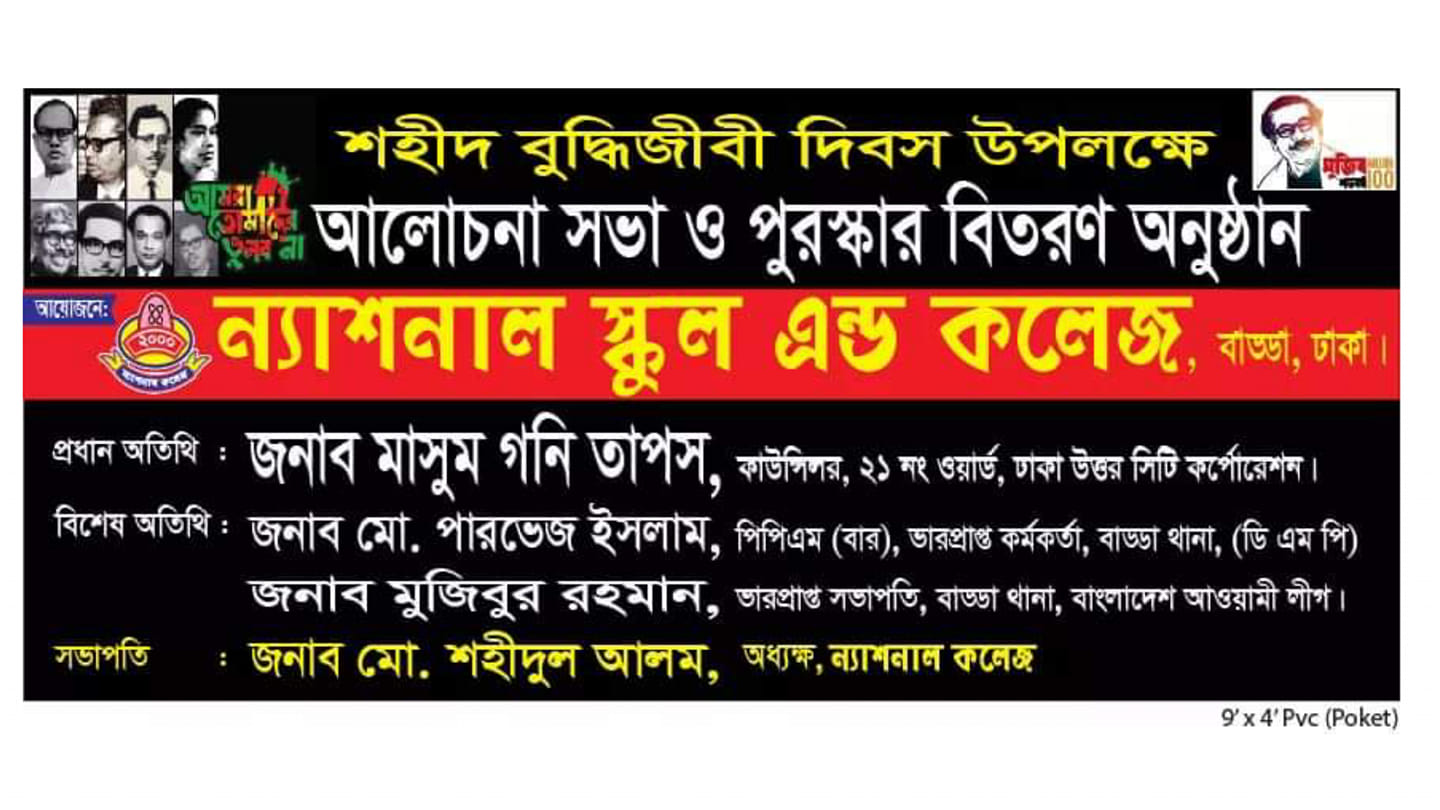 শহীদ বুদ্ধিজীবী দিবস উপলক্ষে
আমরা
তোমাদের
ভুলব না
মুজিব
100
আলোচনা সভা ও পুরস্কার বিতরণ অনুষ্ঠান
আয়োজনে:
২০০০
ন্যাশনাল কলেজ
ন্যাশনাল স্কুল এন্ড কলেজ, বাড্ডা, ঢাকা।
প্রধান অতিথি : জনাব মাসুম গনি তাপস, কাউন্সিলর, ২১ নং ওয়ার্ড, ঢাকা উত্তর সিটি কর্পোরেশন।
বিশেষ অতিথি : জনাব মো. পারভেজ ইসলাম, পিপিএম (বার), ভারপ্রাপ্ত কর্মকর্তা, বাড্ডা থানা, (ডি এম পি)
জনাব মুজিবুর রহমান, ভারপ্রাপ্ত সভাপতি, বাড্ডা থানা, বাংলাদেশ আওয়ামী লীগ।
সভাপতি : জনাব মো. শহীদুল আলম, অধ্যক্ষ, ন্যাশনাল কলেজ
9’ x 4’ Pvc (Poket)